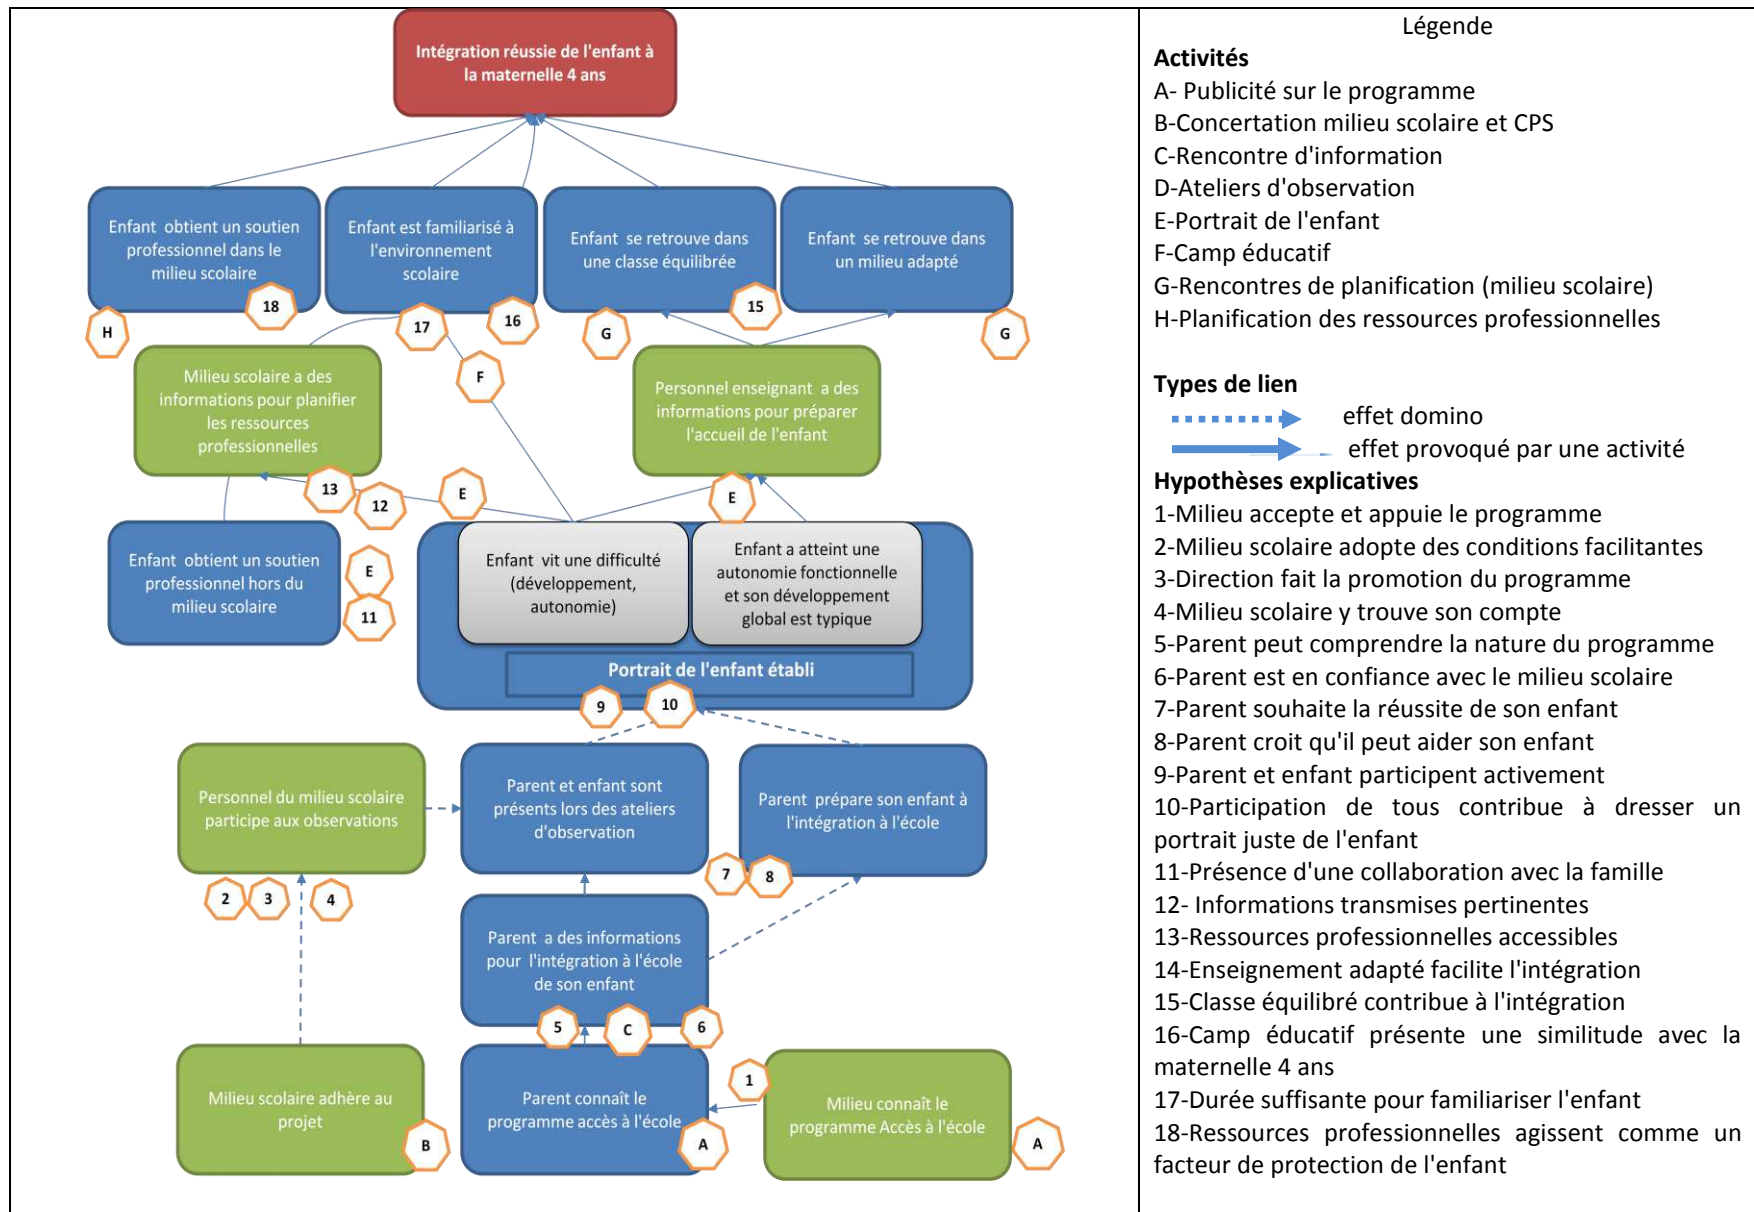 Intégration réussie de l'enfant à
la maternelle 4 ans
Enfant obtient un soutien
professionnel dans le
milieu scolaire
Enfant est familiarisé à
l'environnement
scolaire
Enfant se retrouve dans
une classe équilibrée
Enfant se retrouve dans
un milieu adapté
H
18
17
16
G
15
G
Milieu scolaire a des
informations pour planifier
les ressources
professionnelles
F
Personnel enseignant a des
informations pour préparer
l'accueil de l'enfant
13
12
E
E
Enfant obtient un soutien
professionnel hors du
milieu scolaire
E
11
Enfant vit une difficulté
(développement,
autonomie)
Enfant a atteint une
autonomie fonctionnelle
et son développement
global est typique
Portrait de l'enfant établi
9
10
Personnel du milieu scolaire
participe aux observations
Parent et enfant sont
présents lors des ateliers
d'observation
Parent prépare son enfant à
l'intégration à l'école
2
3
4
7
8
Parent a des informations
pour l'intégration à l'école
de son enfant
5
C
6
Milieu scolaire adhère au
projet
B
Parent connaît le
programme accès à l'école
A
1
Milieu connaît le
programme Accès à l'école
A
Légende
Activités
A- Publicité sur le programme
B-Concertation milieu scolaire et CPS
C-Rencontre d'information
D-Ateliers d'observation
E-Portrait de l'enfant
F-Camp éducatif
G-Rencontres de planification (milieu scolaire)
H-Planification des ressources professionnelles
Types de lien
effet domino
effet provoqué par une activité
Hypothèses explicatives
1-Milieu accepte et appuie le programme
2-Milieu scolaire adopte des conditions facilitantes
3-Direction fait la promotion du programme
4-Milieu scolaire y trouve son compte
5-Parent peut comprendre la nature du programme
6-Parent est en confiance avec le milieu scolaire
7-Parent souhaite la réussite de son enfant
8-Parent croit qu'il peut aider son enfant
9-Parent et enfant participent activement
10-Participation de tous contribue à dresser un
portrait juste de l'enfant
11-Présence d'une collaboration avec la famille
12- Informations transmises pertinentes
13-Ressources professionnelles accessibles
14-Enseignement adapté facilite l'intégration
15-Classe équilibré contribue à l'intégration
16-Camp éducatif présente une similitude avec la
maternelle 4 ans
17-Durée suffisante pour familiariser l'enfant
18-Ressources professionnelles agissent comme un
facteur de protection de l'enfant